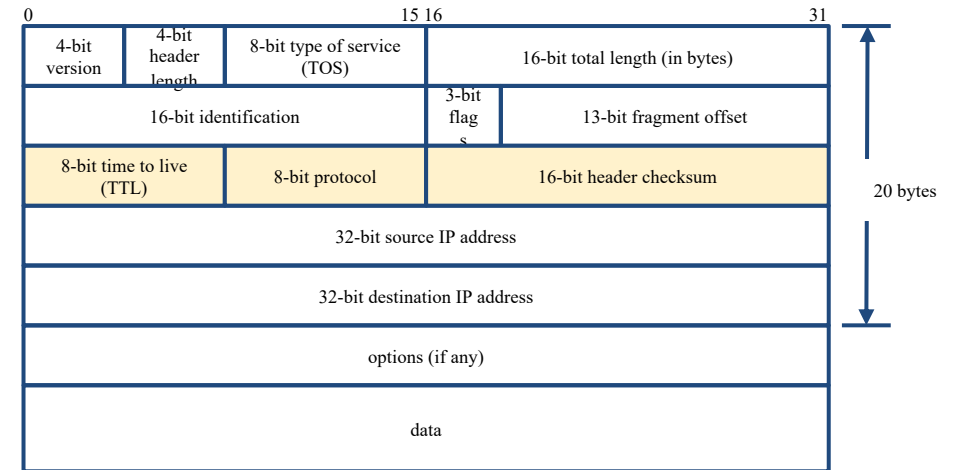 0 15 16 31
4-bit
version
4-bit
header
length
8-bit type of service
(TOS)
16-bit total length (in bytes)
16-bit identification
3-bit
flag
s
13-bit fragment offset
8-bit time to live
(TTL)
8-bit protocol
16-bit header checksum
20 bytes
32-bit source IP address
32-bit destination IP address
options (if any)
data